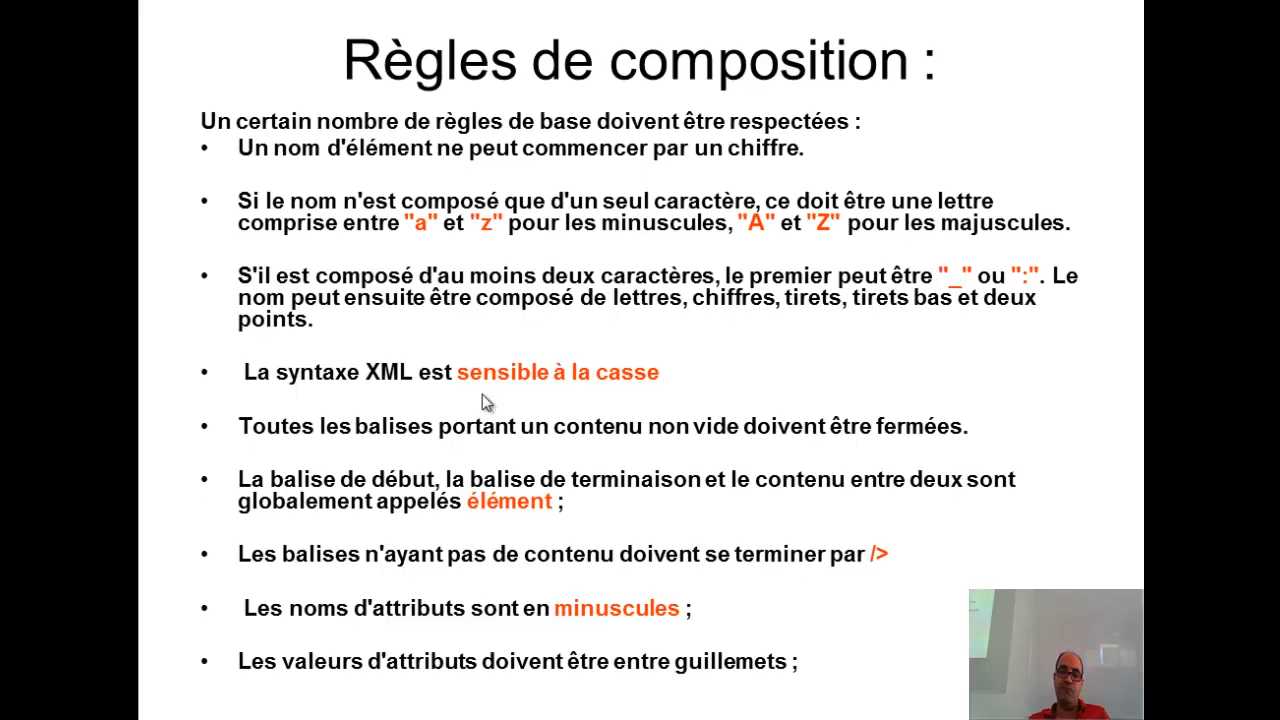 Règles de composition :
Un certain nombre de règles de base doivent être respectées :
• Un nom d'élément ne peut commencer par un chiffre.
• Si le nom n'est composé que d'un seul caractère, ce doit être une lettre
comprise entre "a" et "z" pour les minuscules, "A" et "Z" pour les majuscules.
• S'il est composé d'au moins deux caractères, le premier peut être "_" ou ":". Le
nom peut ensuite être composé de lettres, chiffres, tirets, tirets bas et deux
points.
• La syntaxe XML est sensible à la casse
• Toutes les balises portant un contenu non vide doivent être fermées.
• La balise de début, la balise de terminaison et le contenu entre deux sont
globalement appelés élément ;
• Les balises n'ayant pas de contenu doivent se terminer par />
• Les noms d'attributs sont en minuscules ;
• Les valeurs d'attributs doivent être entre guillemets ;